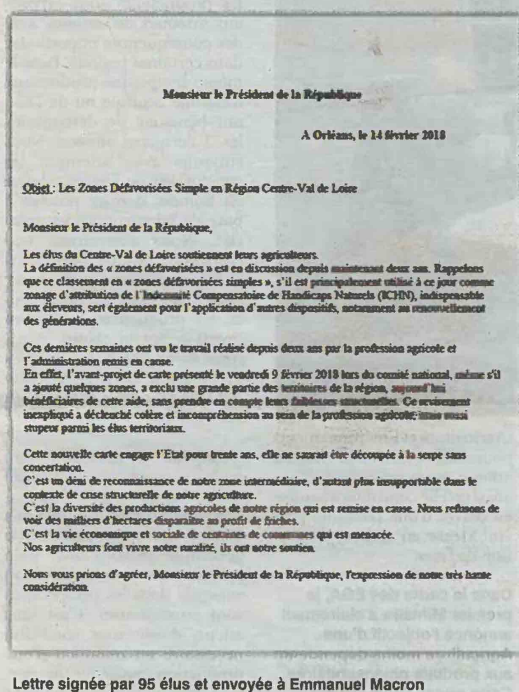 Monsieur le Président de la République
A Orléans, le 14 février 2018
Objet : Les Zones Défavorisées Simple en Région Centre-Val de Loire
Monsieur le Président de la République,
Les élus du Centre-Val de Loire soutiennent leurs agriculteurs.
La définition des « zones défavorisées » est en discussion depuis maintenant deux ans. Rappelons
que ce classement en « zones défavorisées simples », s'il est principalement utilisé à ce jour comme
zonage d'attribution de l'Indemnité Compensatoire de Handicaps Naturels (ICHN), indispensable
aux éleveurs, sert également pour l'application d'autres dispositifs, notamment au renouvellement
des générations.
Ces dernières semaines ont vu le travail réalisé depuis deux ans par la profession agricole et
l'administration remis en cause.
En effet, l'avant-projet de carte présenté le vendredi 9 février 2018 lors du comité national, même s'il
a ajouté quelques zones, a exclu une grande partie des territoires de la région, aujourd'hui
bénéficiaires de cette aide, sans prendre en compte leurs faiblesses structurelles. Ce revirement
inexpliqué a déclenché colère et incompréhension au sein de la profession agricole, mais aussi
stupeur parmi les élus territoriaux.
Cette nouvelle carte engage l'Etat pour trente ans, elle ne saurait être découpée à la serpe sans
concertation.
C'est un déni de reconnaissance de notre zone intermédiaire, d'autant plus insupportable dans le
contexte de crise structurelle de notre agriculture.
C'est la diversité des productions agricoles de notre région qui est remise en cause. Nous refusons de
voir des milliers d'hectares disparaître au profit de friches.
C'est la vie économique et sociale de centaines de communes qui est menacée.
Nos agriculteurs font vivre notre ruralité, ils ont notre soutien.
Nous vous prions d'agréer, Monsieur le Président de la République, l'expression de notre très haute
considération.
Lettre signée par 95 élus et envoyée à Emmanuel Macron